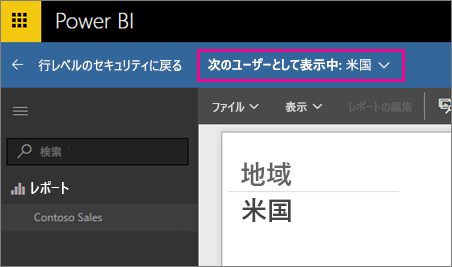 Power BI
行レベルのセキュリティに戻る 次のユーザーとして表示中: 米国
ファイル 表示 レポートの編集
検索
レポート
Contoso Sales
地域
米国